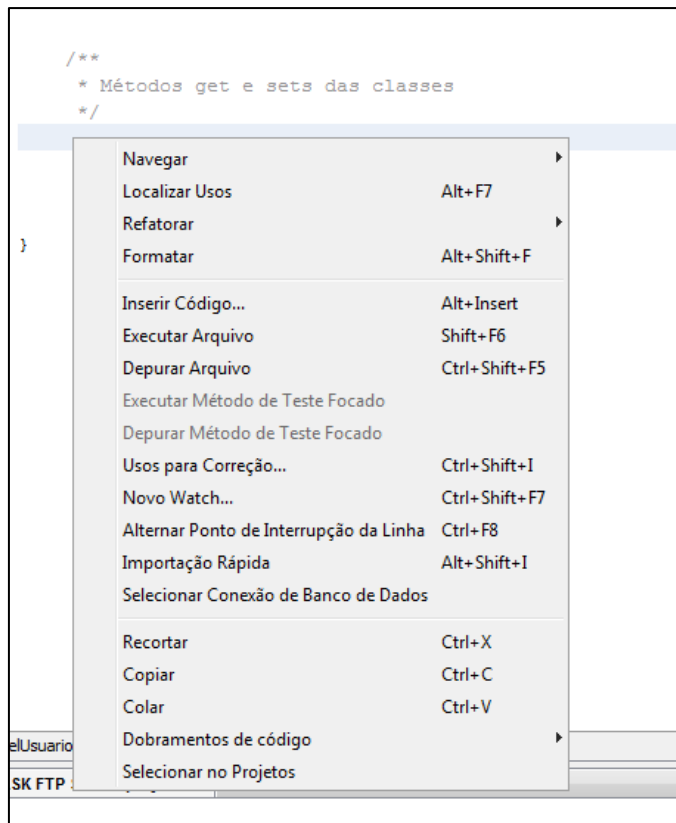 /**
* Métodos get e sets das classes
*/
Navegar
Localizar Usos Alt+F7
Refatorar
}
Formatar Alt+Shift+F
Inserir Código... Alt+Insert
Executar Arquivo Shift+F6
Depurar Arquivo Ctrl+Shift+F5
Executar Método de Teste Focado
Depurar Método de Teste Focado
Usos para Correção... Ctrl+Shift+I
Novo Watch... Ctrl+Shift+F7
Alternar Ponto de Interrupção da Linha Ctrl+F8
Importação Rápida Alt+Shift+I
Selecionar Conexão de Banco de Dados
Recortar Ctrl+X
Copiar Ctrl+C
Colar Ctrl+V
Dobramentos de código
elUsuario
Selecionar no Projetos
SK FTP